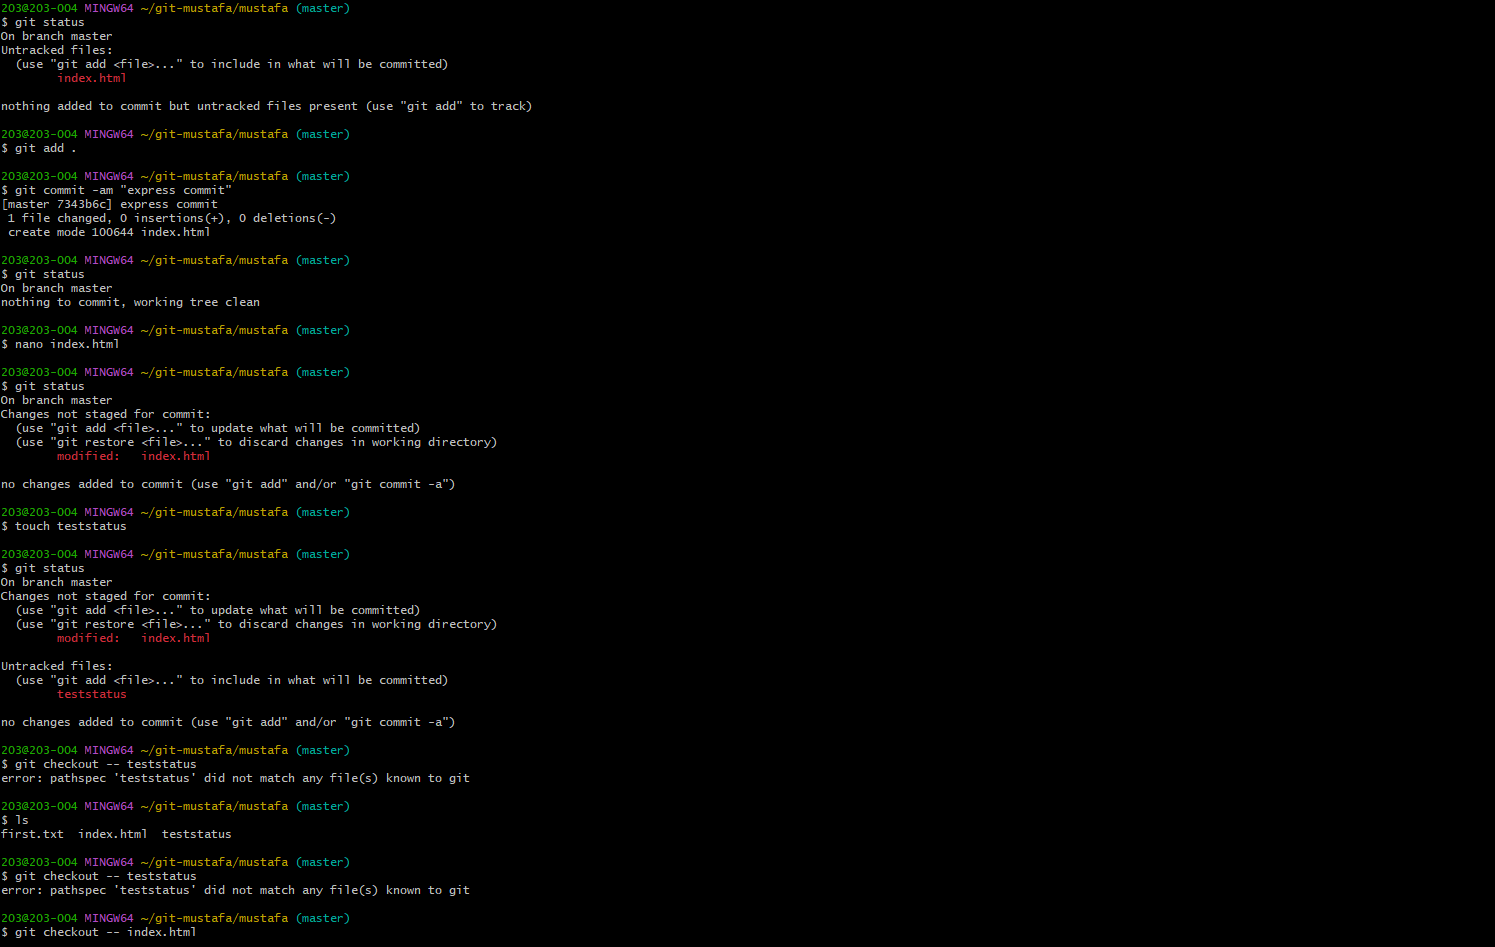 203@203-004 MINGW64 ~/git-mustafa/mustafa (master)
$ git status
On branch master
Untracked files:
  (use "git add <file>..." to include in what will be committed)
        index.html

nothing added to commit but untracked files present (use "git add" to track)

203@203-004 MINGW64 ~/git-mustafa/mustafa (master)
$ git add .

203@203-004 MINGW64 ~/git-mustafa/mustafa (master)
$ git commit -am "express commit"
[master 7343b6c] express commit
 1 file changed, 0 insertions(+), 0 deletions(-)
 create mode 100644 index.html

203@203-004 MINGW64 ~/git-mustafa/mustafa (master)
$ git status
On branch master
nothing to commit, working tree clean

203@203-004 MINGW64 ~/git-mustafa/mustafa (master)
$ nano index.html

203@203-004 MINGW64 ~/git-mustafa/mustafa (master)
$ git status
On branch master
Changes not staged for commit:
  (use "git add <file>..." to update what will be committed)
  (use "git restore <file>..." to discard changes in working directory)
        modified:   index.html

no changes added to commit (use "git add" and/or "git commit -a")

203@203-004 MINGW64 ~/git-mustafa/mustafa (master)
$ touch teststatus

203@203-004 MINGW64 ~/git-mustafa/mustafa (master)
$ git status
On branch master
Changes not staged for commit:
  (use "git add <file>..." to update what will be committed)
  (use "git restore <file>..." to discard changes in working directory)
        modified:   index.html

Untracked files:
  (use "git add <file>..." to include in what will be committed)
        teststatus

no changes added to commit (use "git add" and/or "git commit -a")

203@203-004 MINGW64 ~/git-mustafa/mustafa (master)
$ git checkout -- teststatus
error: pathspec 'teststatus' did not match any file(s) known to git

203@203-004 MINGW64 ~/git-mustafa/mustafa (master)
$ ls
first.txt  index.html  teststatus

203@203-004 MINGW64 ~/git-mustafa/mustafa (master)
$ git checkout -- teststatus
error: pathspec 'teststatus' did not match any file(s) known to git

203@203-004 MINGW64 ~/git-mustafa/mustafa (master)
$ git checkout -- index.html